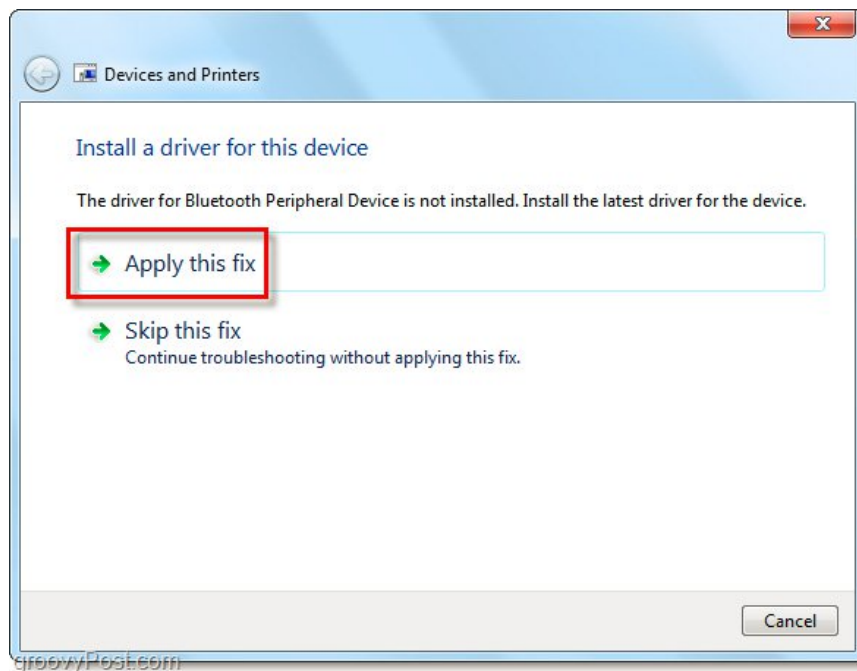 Devices and Printers
Install a driver for this device
The driver for Bluetooth Peripheral Device is not installed. Install the latest driver for the device.
Apply this fix
Skip this fix
Continue troubleshooting without applying this fix.
Cancel
groovyPost.com